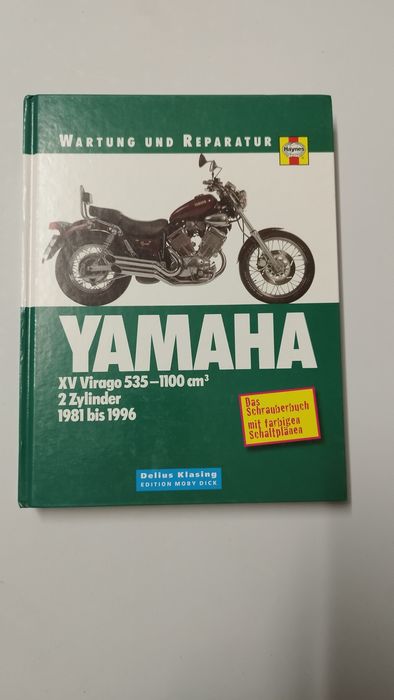 WARTUNG UND REPARATUR
Haynes
YAMAHA
XV Virago 535–1100 cm³
2 Zylinder
1981 bis 1996
Das
Schrauberbuch
mit farbigen
Schaltplänen
Delius Klasing
EDITION MOBY DICK